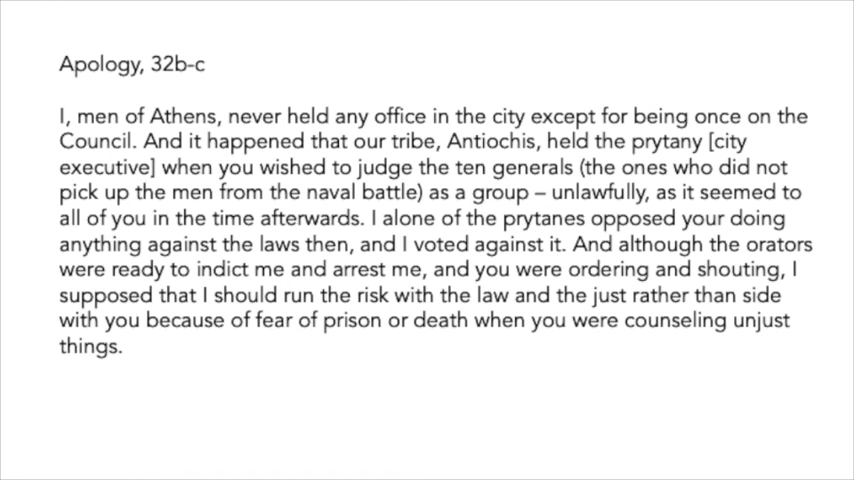 Apology, 32b-c
I, men of Athens, never held any office in the city except for being once on the
Council. And it happened that our tribe, Antiochis, held the prytany [city
executive] when you wished to judge the ten generals (the ones who did not
pick up the men from the naval battle) as a group – unlawfully, as it seemed to
all of you in the time afterwards. I alone of the prytanes opposed your doing
anything against the laws then, and I voted against it. And although the orators
were ready to indict me and arrest me, and you were ordering and shouting, I
supposed that I should run the risk with the law and the just rather than side
with you because of fear of prison or death when you were counseling unjust
things.